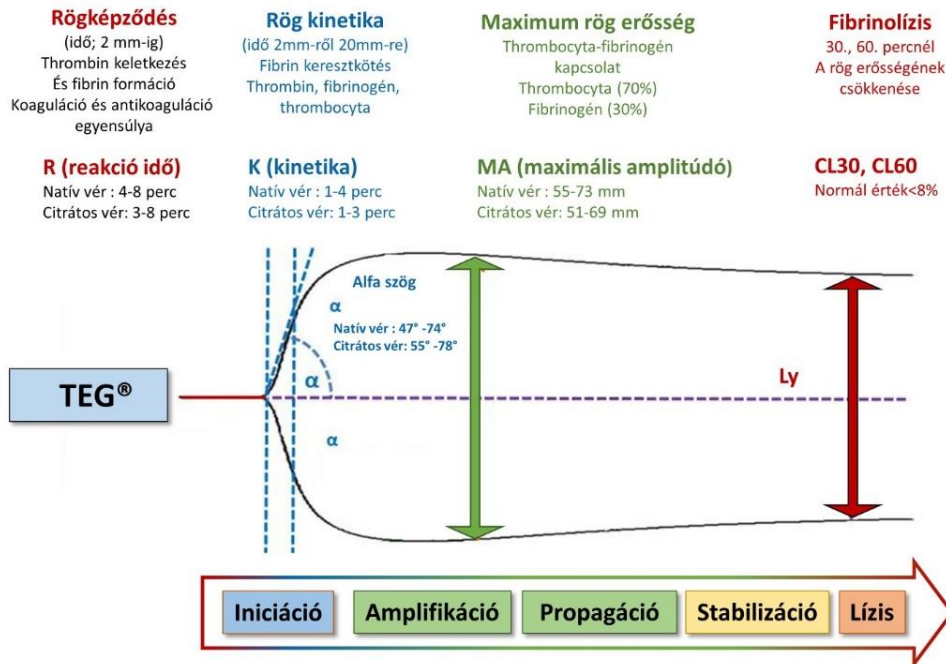 Rögképződés
(idő; 2 mm-ig)
Thrombin keletkezés
És fibrin formáció
Koaguláció és antikoaguláció
egyensúlya
Rög kinetika
(idő 2mm-ről 20mm-re)
Fibrin keresztkötés
Thrombin, fibrinogén,
thrombocyta
Maximum rög erősség
Thrombocyta-fibrinogén
kapcsolat
Thrombocyta (70%)
Fibrinogén (30%)
Fibrinolízis
30., 60. percnél
A rög erősségének
csökkenése
R (reakció idő)
Natív vér : 4-8 perc
Citrátos vér: 3-8 perc
K (kinetika)
Natív vér : 1-4 perc
Citrátos vér: 1-3 perc
MA (maximális amplitúdó)
Natív vér : 55-73 mm
Citrátos vér: 51-69 mm
CL30, CL60
Normál érték<8%
Alfa szög
α
Natív vér : 47° -74°
Citrátos vér: 55° -78°
α
TEG®
Ly
α
Iniciáció
Amplifikáció
Propagáció
Stabilizáció
Lízis